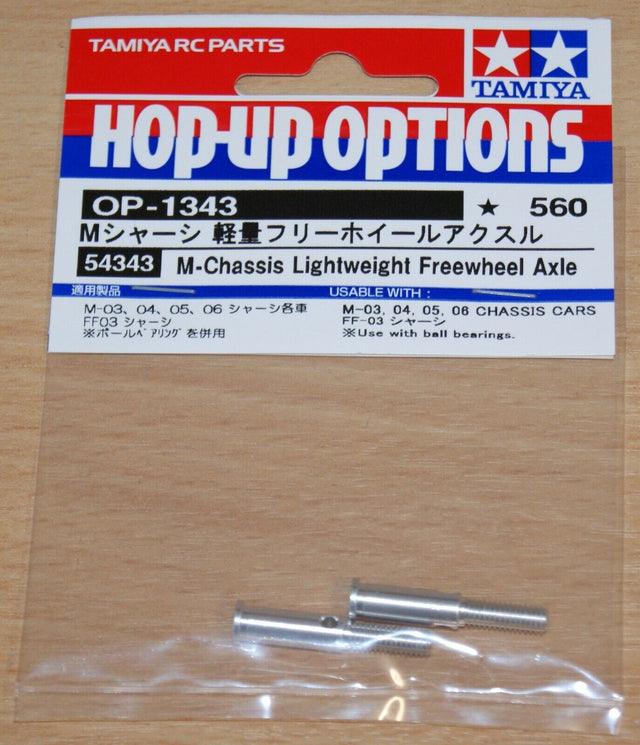 TAMIYA RC PARTS
TAMIYA
HOP-UP OPTIONS
OP-1343 ★ 560
Mシャーシ 軽量フリーホイールアクスル
54343 M-Chassis Lightweight Freewheel Axle
適用製品
M-03、04、05、06 シャーシ各車
FF03 シャーシ
※ボールベアリングを併用
USABLE WITH :
M-03, 04, 05, 06 CHASSIS CARS
FF-03 シャーシ
※Use with ball bearings.